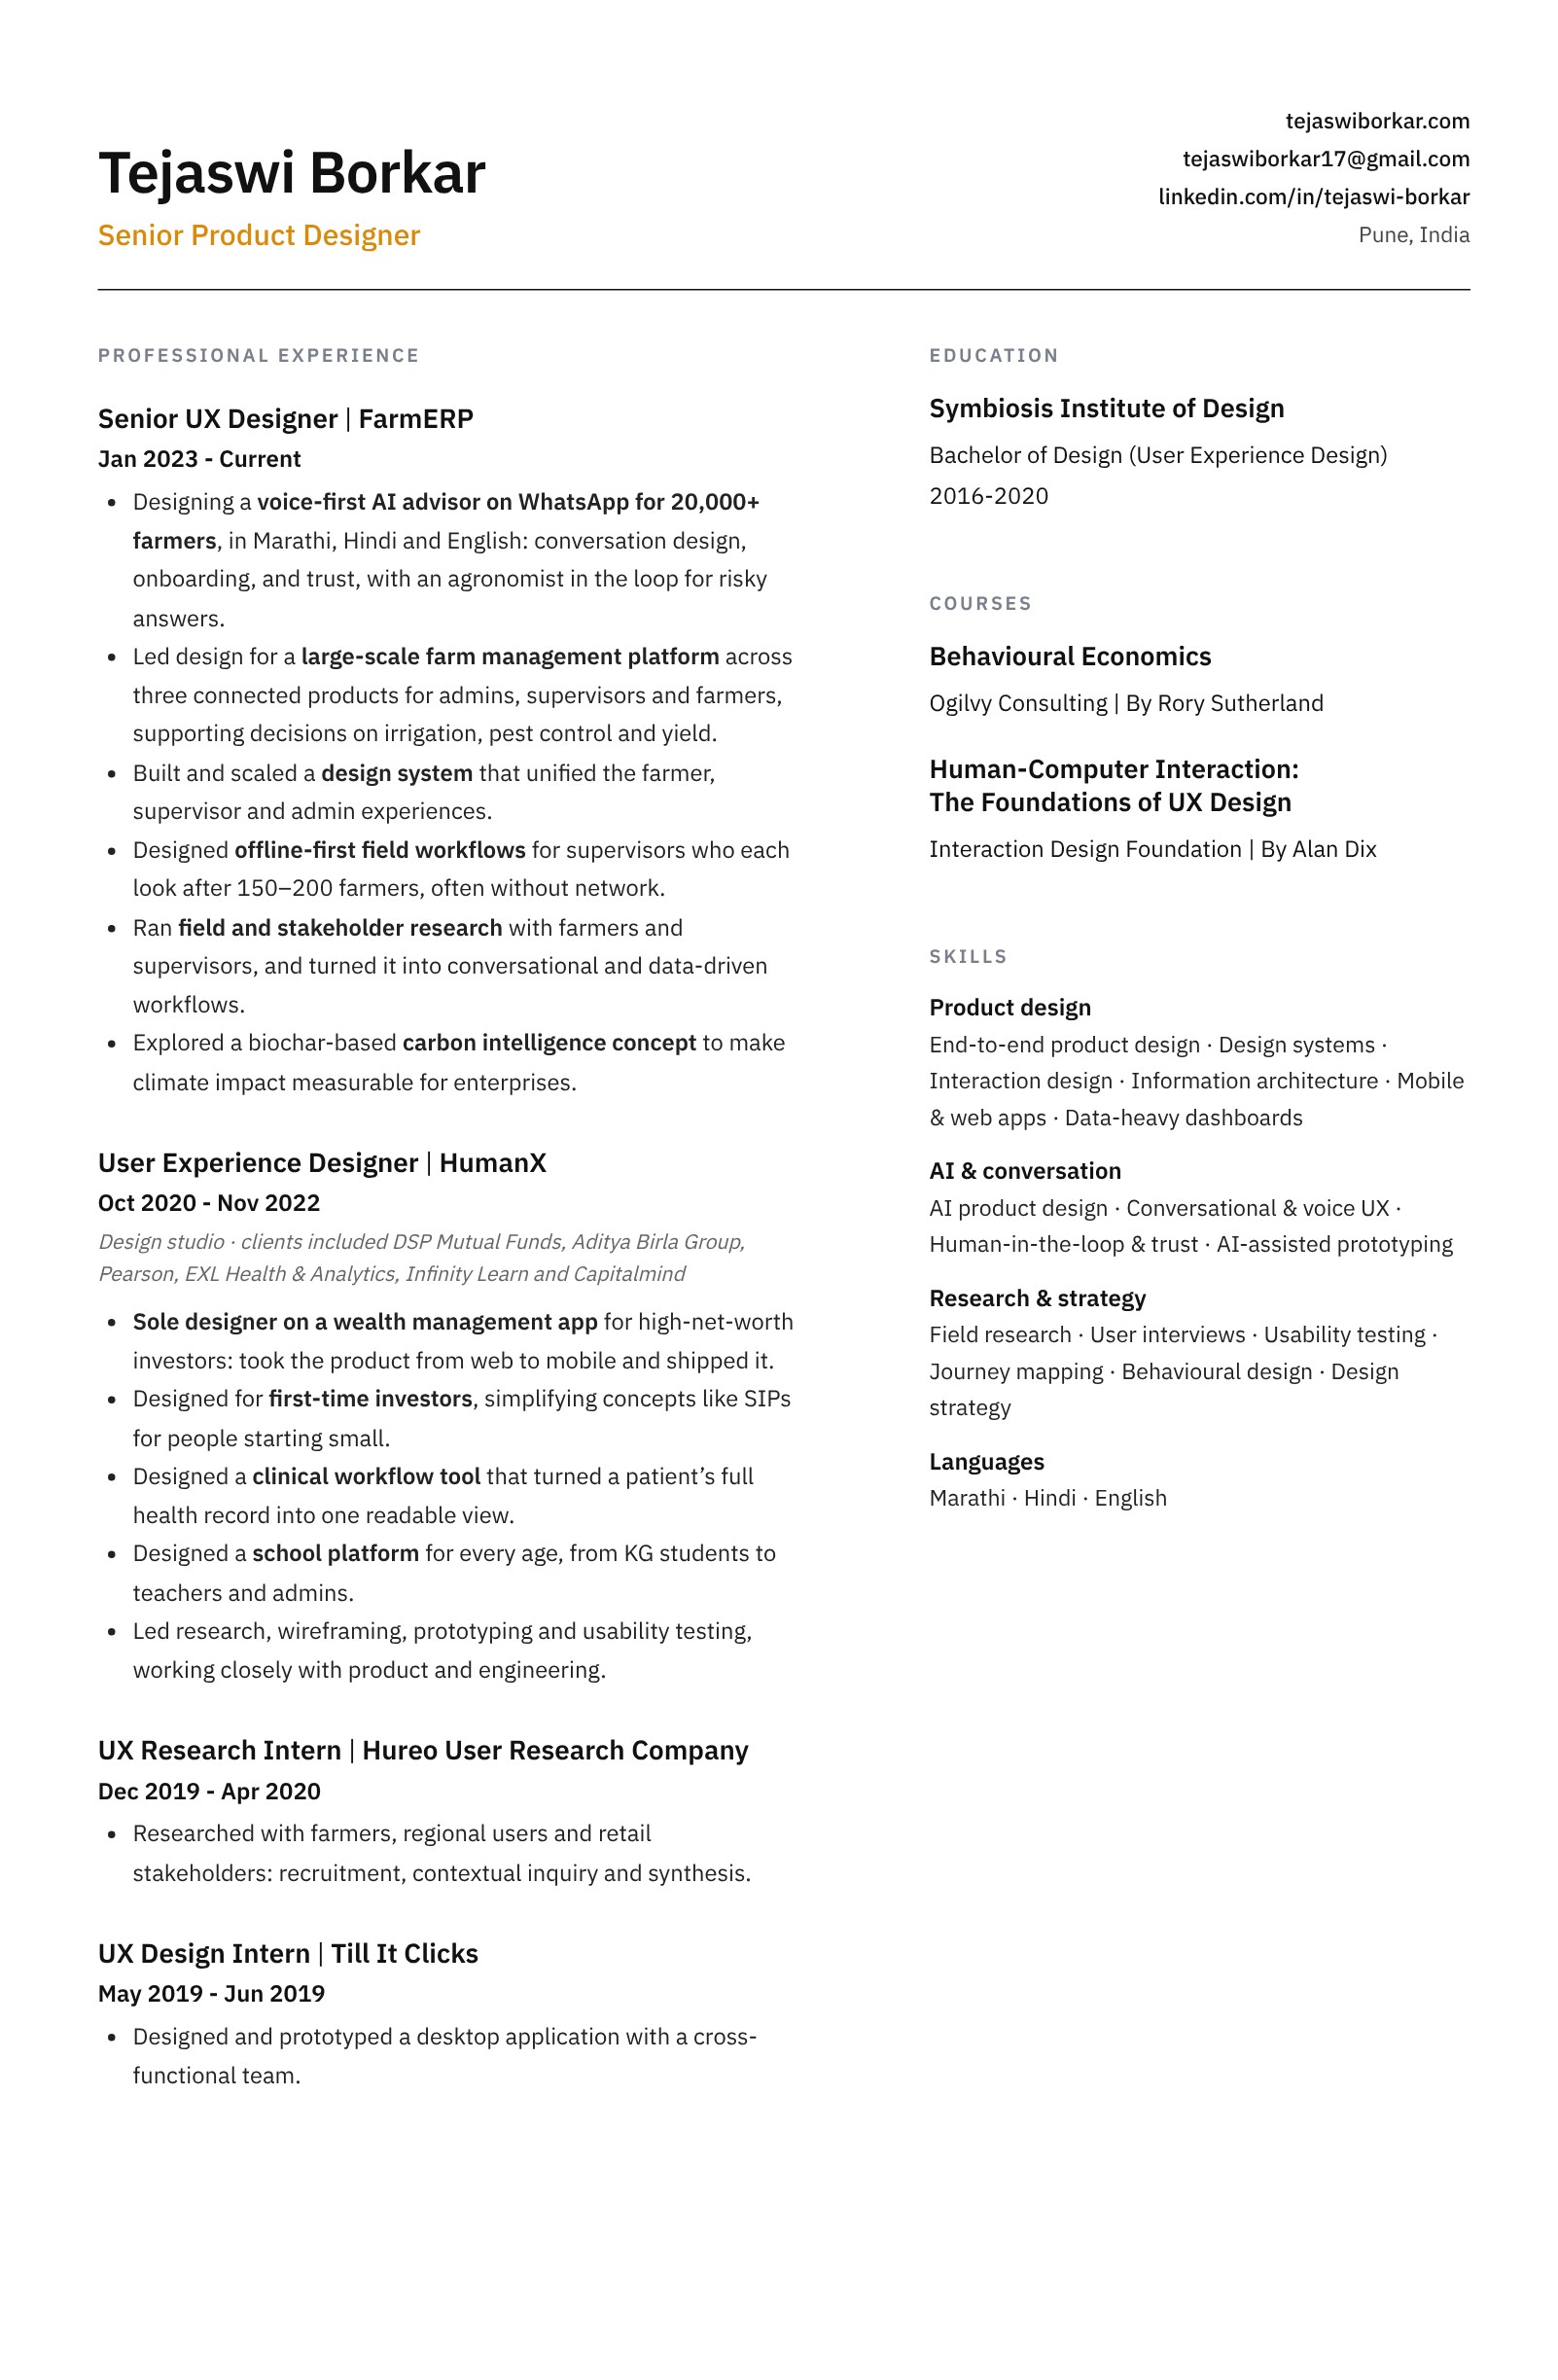 Tejaswi Borkar
Senior Product Designer
tejaswiborkar.com
tejaswiborkar17@gmail.com
linkedin.com/in/tejaswi-borkar
Pune, India
PROFESSIONAL EXPERIENCE
Senior UX Designer | FarmERP
Jan 2023 - Current
• Designing a voice-first AI advisor on WhatsApp for 20,000+
farmers, in Marathi, Hindi and English: conversation design,
onboarding, and trust, with an agronomist in the loop for risky
answers.
• Led design for a large-scale farm management platform across
three connected products for admins, supervisors and farmers,
supporting decisions on irrigation, pest control and yield.
• Built and scaled a design system that unified the farmer,
supervisor and admin experiences.
• Designed offline-first field workflows for supervisors who each
look after 150–200 farmers, often without network.
• Ran field and stakeholder research with farmers and
supervisors, and turned it into conversational and data-driven
workflows.
• Explored a biochar-based carbon intelligence concept to make
climate impact measurable for enterprises.
User Experience Designer | HumanX
Oct 2020 - Nov 2022
Design studio · clients included DSP Mutual Funds, Aditya Birla Group,
Pearson, EXL Health & Analytics, Infinity Learn and Capitalmind
• Sole designer on a wealth management app for high-net-worth
investors: took the product from web to mobile and shipped it.
• Designed for first-time investors, simplifying concepts like SIPs
for people starting small.
• Designed a clinical workflow tool that turned a patient’s full
health record into one readable view.
• Designed a school platform for every age, from KG students to
teachers and admins.
• Led research, wireframing, prototyping and usability testing,
working closely with product and engineering.
UX Research Intern | Hureo User Research Company
Dec 2019 - Apr 2020
• Researched with farmers, regional users and retail
stakeholders: recruitment, contextual inquiry and synthesis.
UX Design Intern | Till It Clicks
May 2019 - Jun 2019
• Designed and prototyped a desktop application with a cross-
functional team.
EDUCATION
Symbiosis Institute of Design
Bachelor of Design (User Experience Design)
2016-2020
COURSES
Behavioural Economics
Ogilvy Consulting | By Rory Sutherland
Human-Computer Interaction:
The Foundations of UX Design
Interaction Design Foundation | By Alan Dix
SKILLS
Product design
End-to-end product design · Design systems ·
Interaction design · Information architecture · Mobile
& web apps · Data-heavy dashboards
AI & conversation
AI product design · Conversational & voice UX ·
Human-in-the-loop & trust · AI-assisted prototyping
Research & strategy
Field research · User interviews · Usability testing ·
Journey mapping · Behavioural design · Design
strategy
Languages
Marathi · Hindi · English